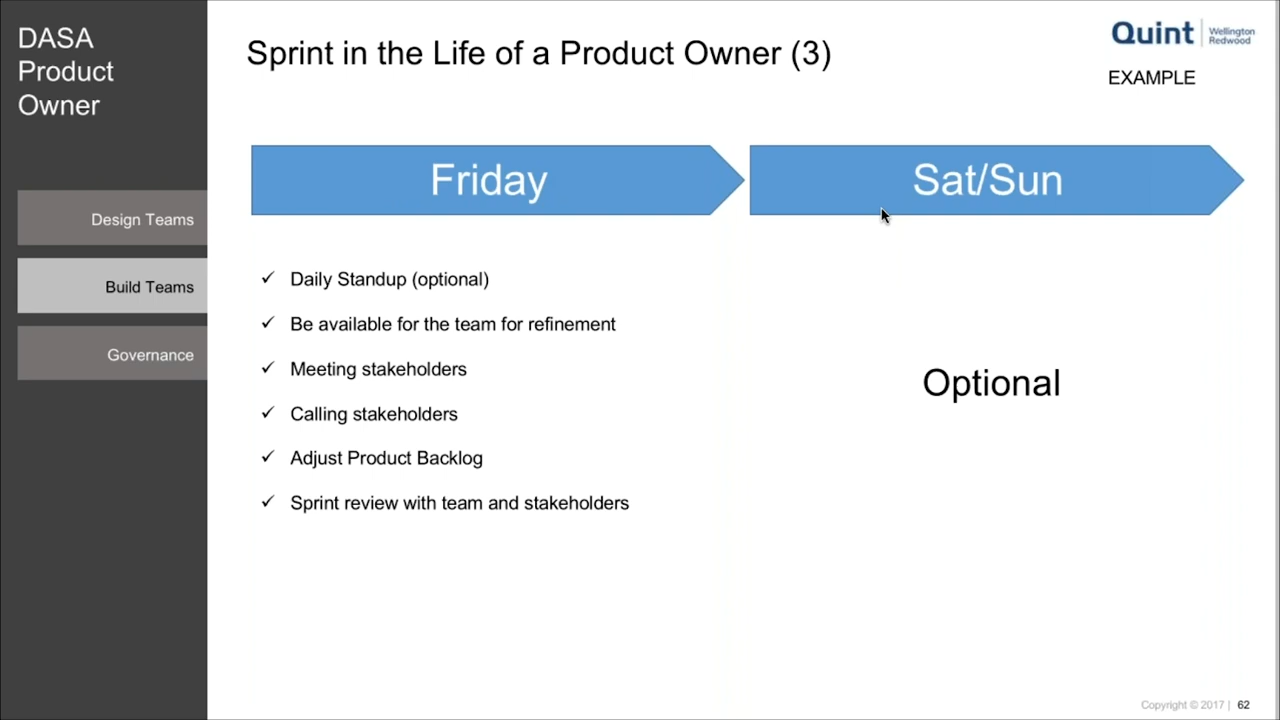 DASA
Product
Owner
Sprint in the Life of a Product Owner (3)
Quint Wellington
Redwood
EXAMPLE
Design Teams
Build Teams
Governance
Friday
Sat/Sun
Daily Standup (optional)
Be available for the team for refinement
Meeting stakeholders
Calling stakeholders
Adjust Product Backlog
Sprint review with team and stakeholders
Optional
Copyright © 2017 | 62